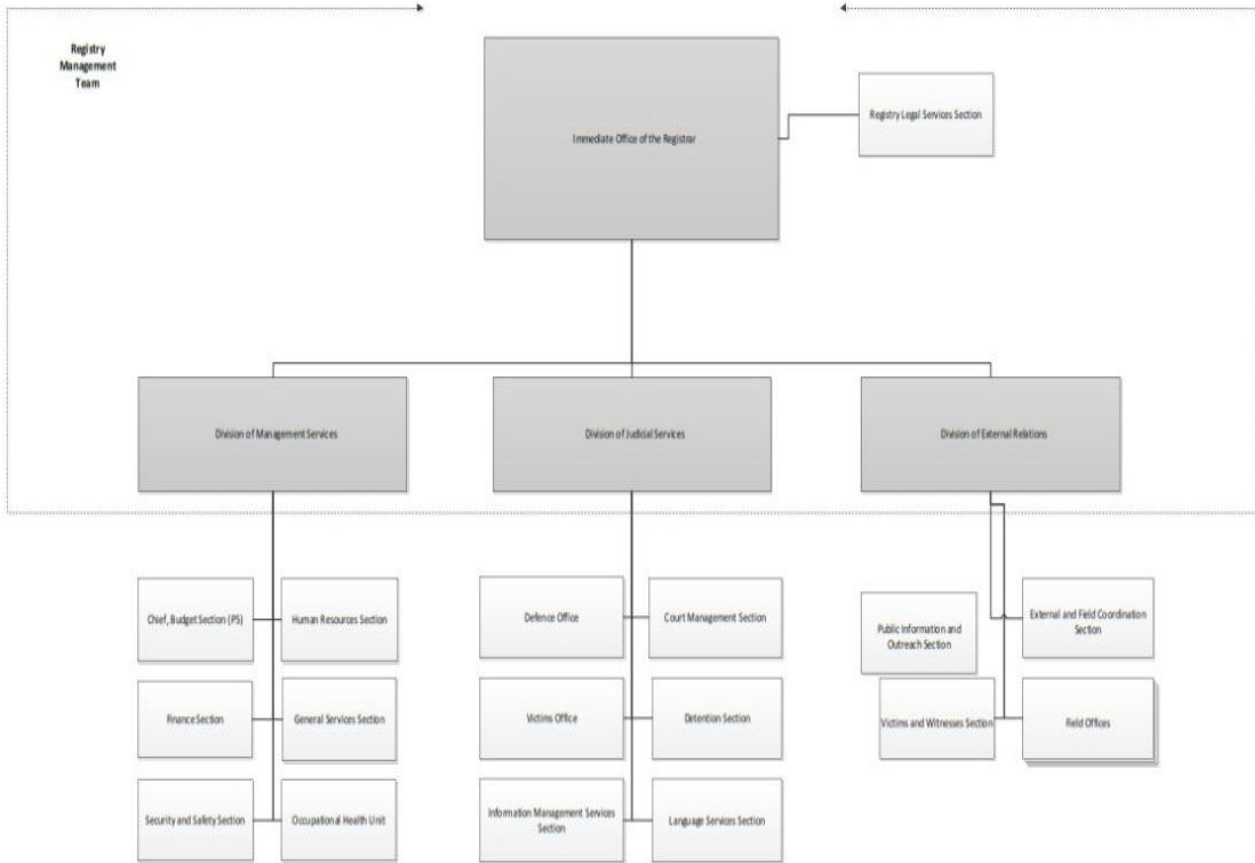 Registry
Management
Team
Immediate Office of the Registrar
Registry Legal Services Section
Division of Management Services
Division of Judicial Services
Division of External Relations
Chief, Budget Section (P5)
Human Resources Section
Finance Section
General Services Section
Security and Safety Section
Occupational Health Unit
Defence Office
Court Management Section
Victims Office
Detention Section
Information Management Services
Section
Language Services Section
Public Information and
Outreach Section
External and Field Coordination
Section
Victims and Witnesses Section
Field Offices